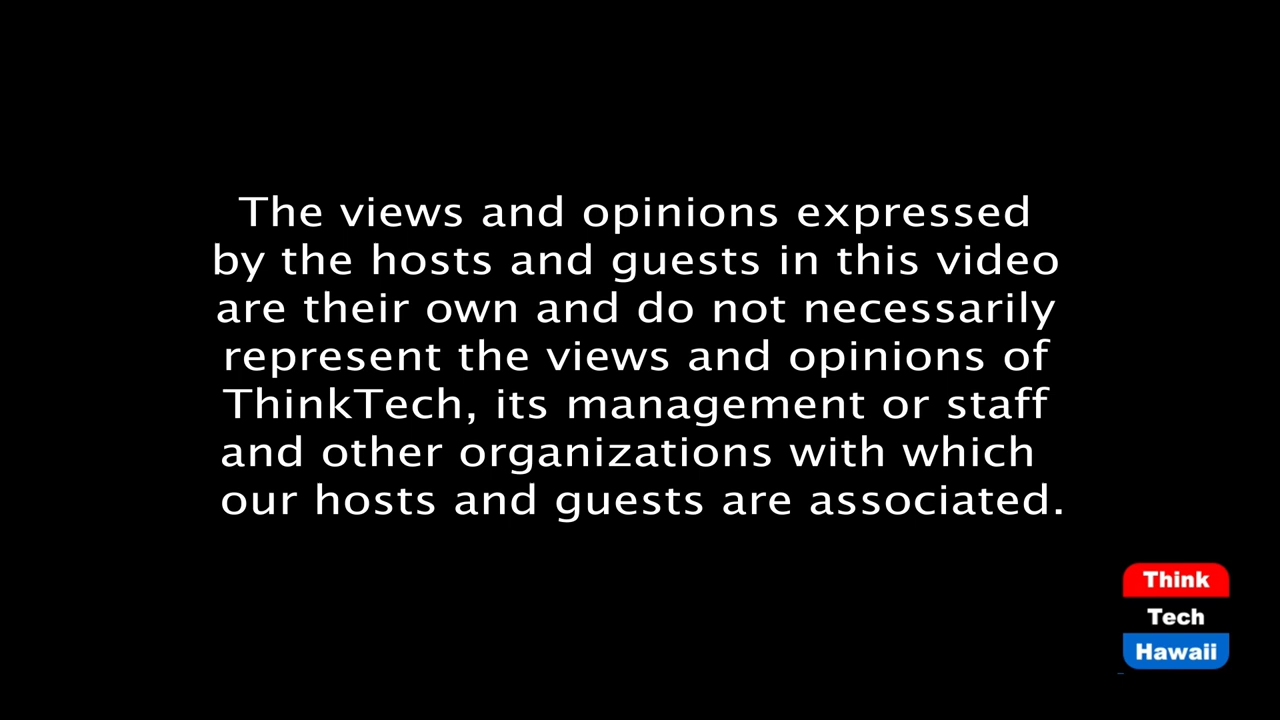 The views and opinions expressed
by the hosts and guests in this video
are their own and do not necessarily
represent the views and opinions of
ThinkTech, its management or staff
and other organizations with which
our hosts and guests are associated.
Think
Tech
Hawaii